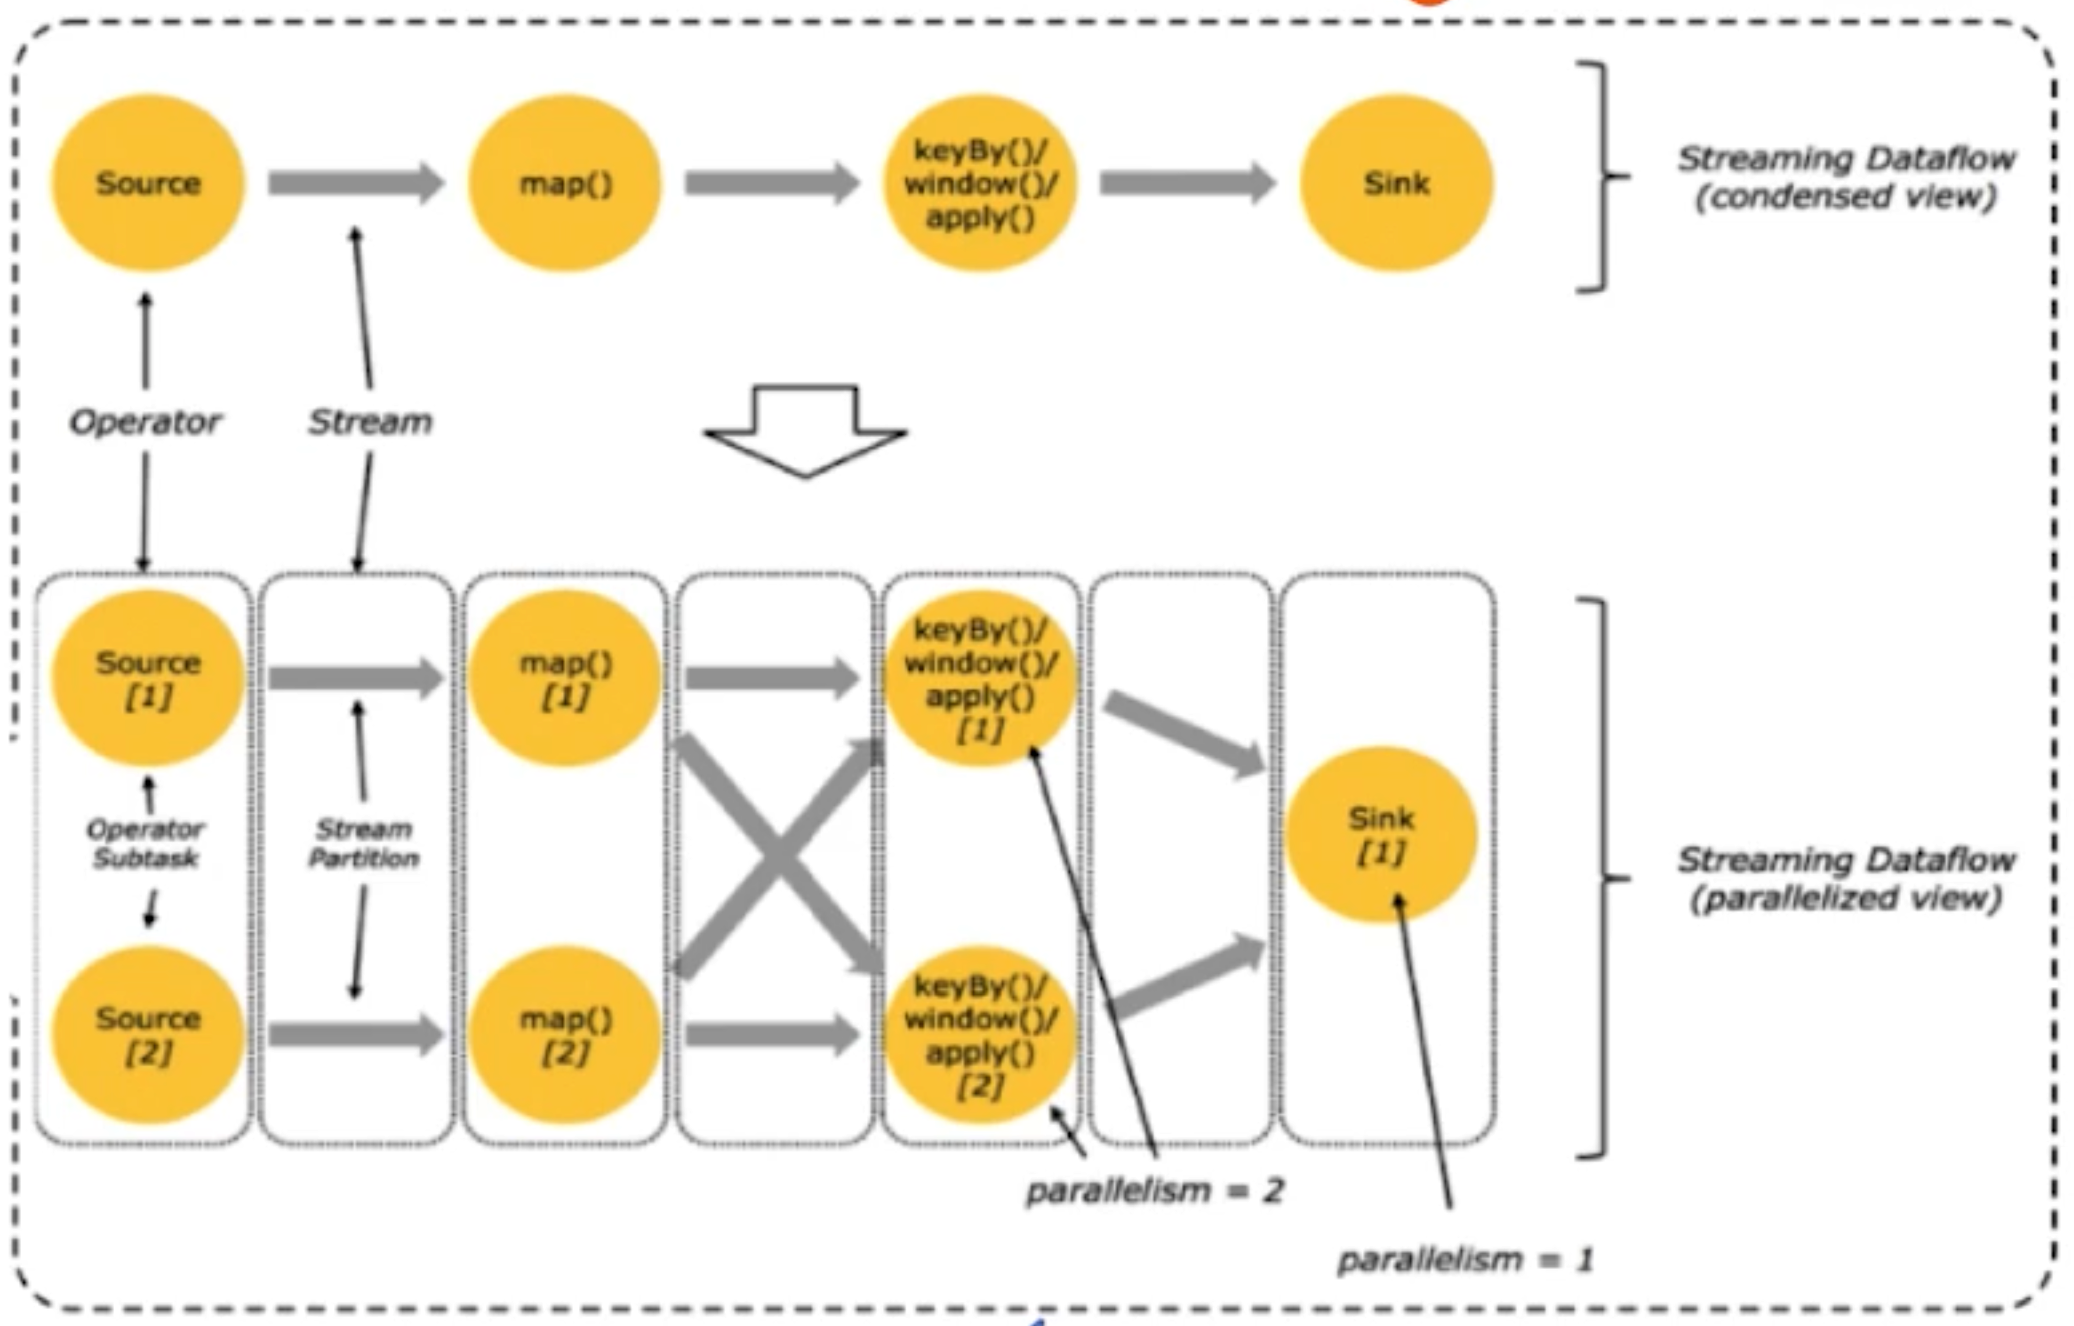 Source
map()
keyBy()/
window()/
apply()
Sink
Streaming Dataflow
(condensed view)
Operator
Stream
Source
[1]
map()
[1]
keyBy()/
window()/
apply()
[1]
Operator
Subtask
Stream
Partition
Sink
[1]
Streaming Dataflow
(parallelized view)
Source
[2]
map()
[2]
keyBy()/
window()/
apply()
[2]
parallelism = 2
parallelism = 1